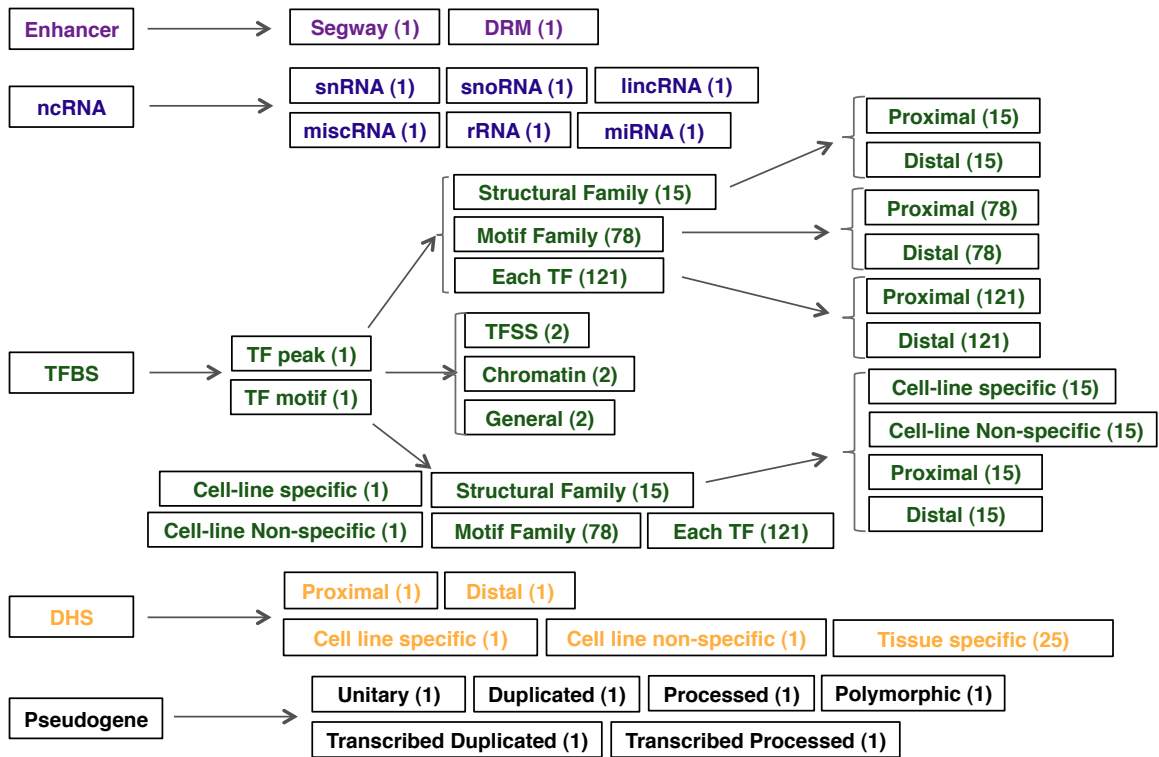 Enhancer
Segway (1)
DRM (1)
ncRNA
snRNA (1)
snoRNA (1)
lincRNA (1)
miscRNA (1)
rRNA (1)
miRNA (1)
Structural Family (15)
Motif Family (78)
Each TF (121)
Proximal (15)
Distal (15)
Proximal (78)
Distal (78)
Proximal (121)
Distal (121)
TFBS
TF peak (1)
TF motif (1)
TFSS (2)
Chromatin (2)
General (2)
Cell-line specific (1)
Structural Family (15)
Cell-line Non-specific (1)
Motif Family (78)
Each TF (121)
Cell-line specific (15)
Cell-line Non-specific (15)
Proximal (15)
Distal (15)
DHS
Proximal (1)
Distal (1)
Cell line specific (1)
Cell line non-specific (1)
Tissue specific (25)
Pseudogene
Unitary (1)
Duplicated (1)
Processed (1)
Polymorphic (1)
Transcribed Duplicated (1)
Transcribed Processed (1)